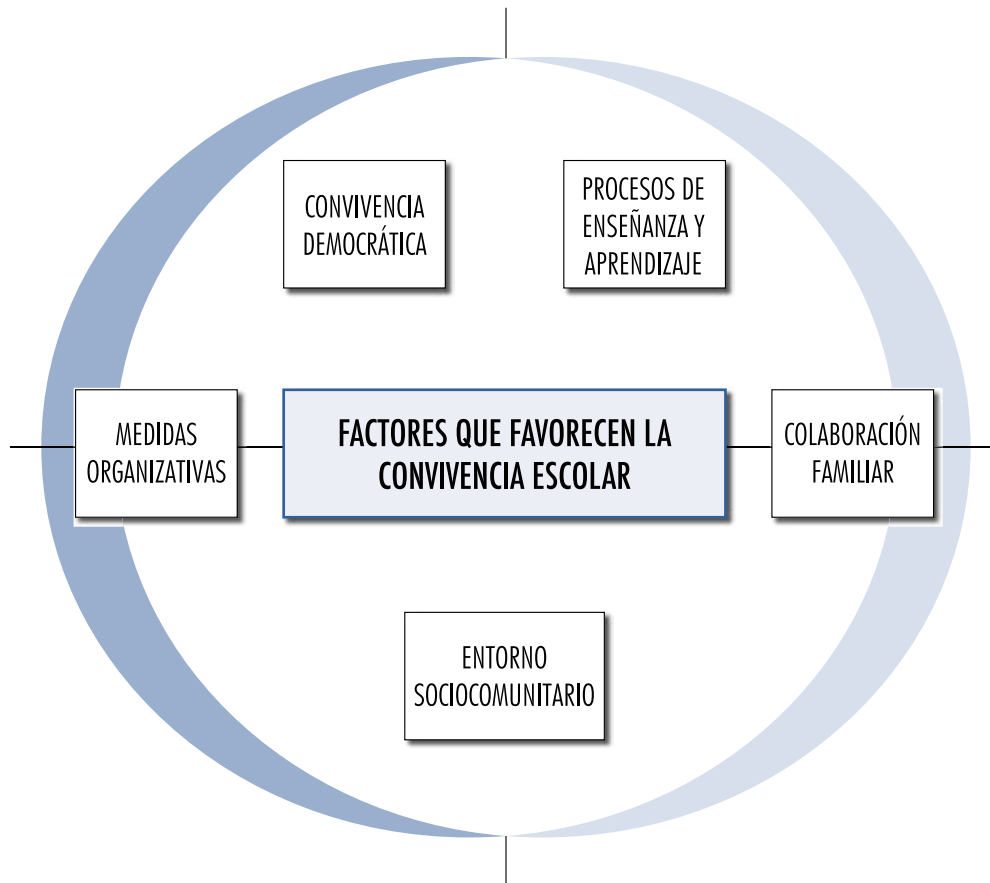 CONVIVENCIA
DEMOCRÁTICA
PROCESOS DE
ENSEÑANZA Y
APRENDIZAJE
MEDIDAS
ORGANIZATIVAS
FACTORES QUE FAVORECEN LA
CONVIVENCIA ESCOLAR
COLABORACIÓN
FAMILIAR
ENTORNO
SOCIOCOMUNITARIO